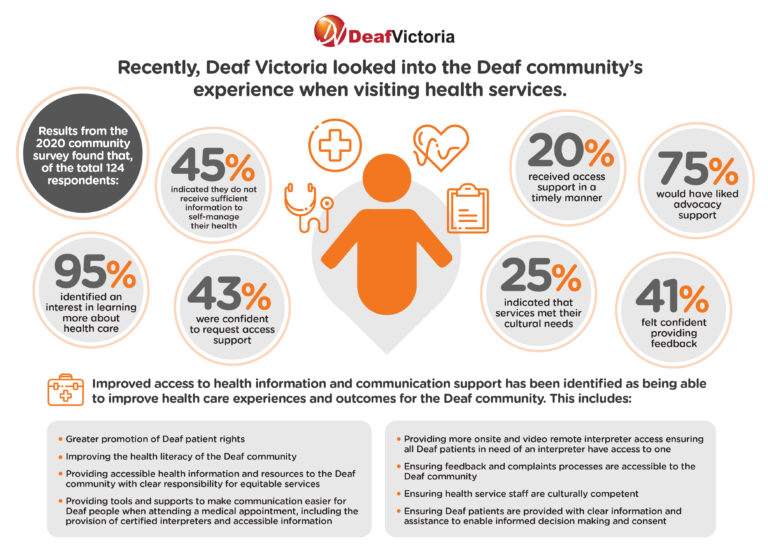 DeafVictoria
Recently, Deaf Victoria looked into the Deaf community's
experience when visiting health services.
Results from the
2020 community
survey found that,
of the total 124
respondents:
45%
indicated they do not
receive sufficient
information to
self-manage
their health
20%
received access
support in a
timely manner
75%
would have liked
advocacy
support
95%
identified an
interest in learning
more about
health care
43%
were confident
to request access
support
25%
indicated that
services met their
cultural needs
41%
felt confident
providing
feedback
Improved access to health information and communication support has been identified as being able
to improve health care experiences and outcomes for the Deaf community. This includes:
• Greater promotion of Deaf patient rights
• Improving the health literacy of the Deaf community
• Providing accessible health information and resources to the Deaf
community with clear responsibility for equitable services
• Providing tools and supports to make communication easier for
Deaf people when attending a medical appointment, including the
provision of certified interpreters and accessible information
• Providing more onsite and video remote interpreter access ensuring
all Deaf patients in need of an interpreter have access to one
• Ensuring feedback and complaints processes are accessible to the
Deaf community
• Ensuring health service staff are culturally competent
• Ensuring Deaf patients are provided with clear information and
assistance to enable informed decision making and consent